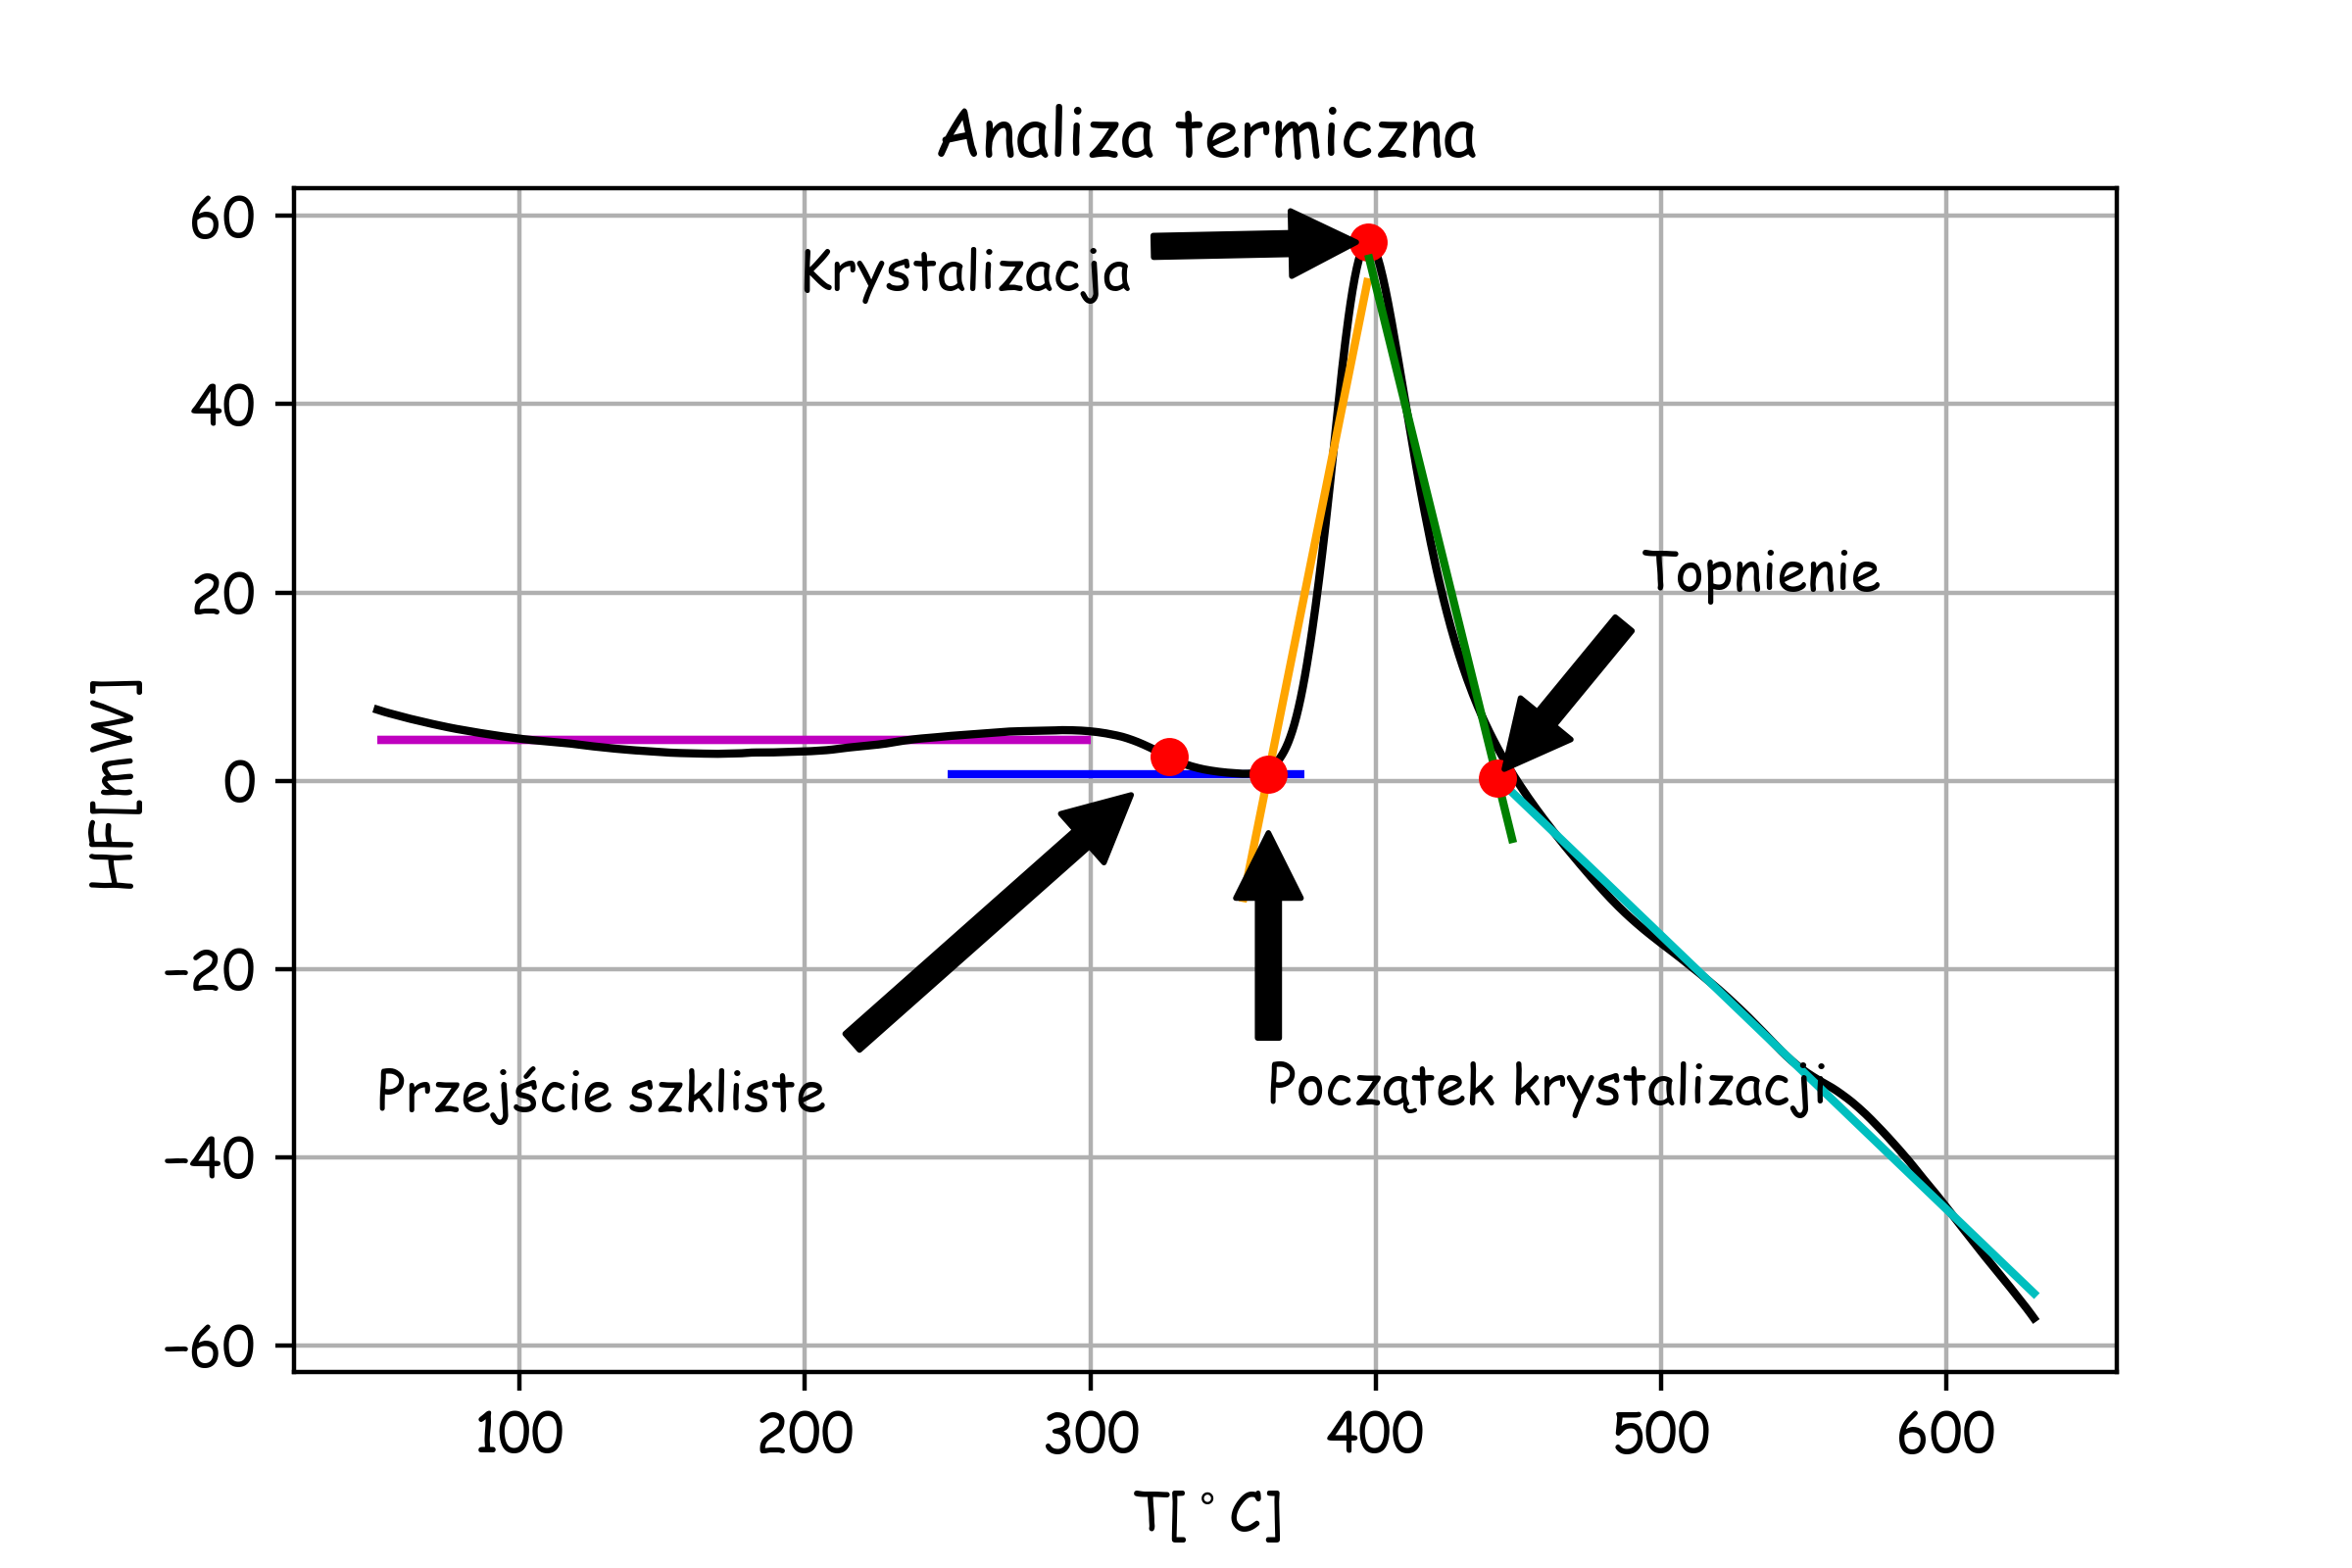 Analiza termiczna
60
40
20
0
−20
−40
−60
HF[mW]
Krystalizacja
Topnienie
Przejście szkliste
Początek krystalizacji
100
200
300
400
500
600
T[°C]